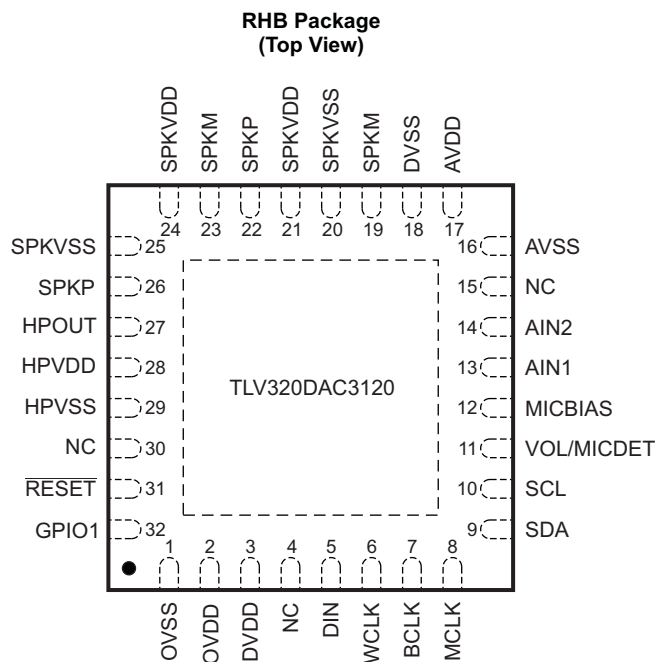 RHB Package
(Top View)
SPKVDD
SPKM
SPKP
SPKVDD
SPKVSS
SPKM
DVSS
AVDD
24
23
22
21
20
19
18
17
SPKVSS 25
SPKP 26
HPOUT 27
HPVDD 28
HPVSS 29
NC 30
RESET 31
GPIO1 32
TLV320DAC3120
16 AVSS
15 NC
14 AIN2
13 AIN1
12 MICBIAS
11 VOL/MICDET
10 SCL
9 SDA
1
2
3
4
5
6
7
8
OVSS
OVDD
DVDD
NC
DIN
WCLK
BCLK
MCLK